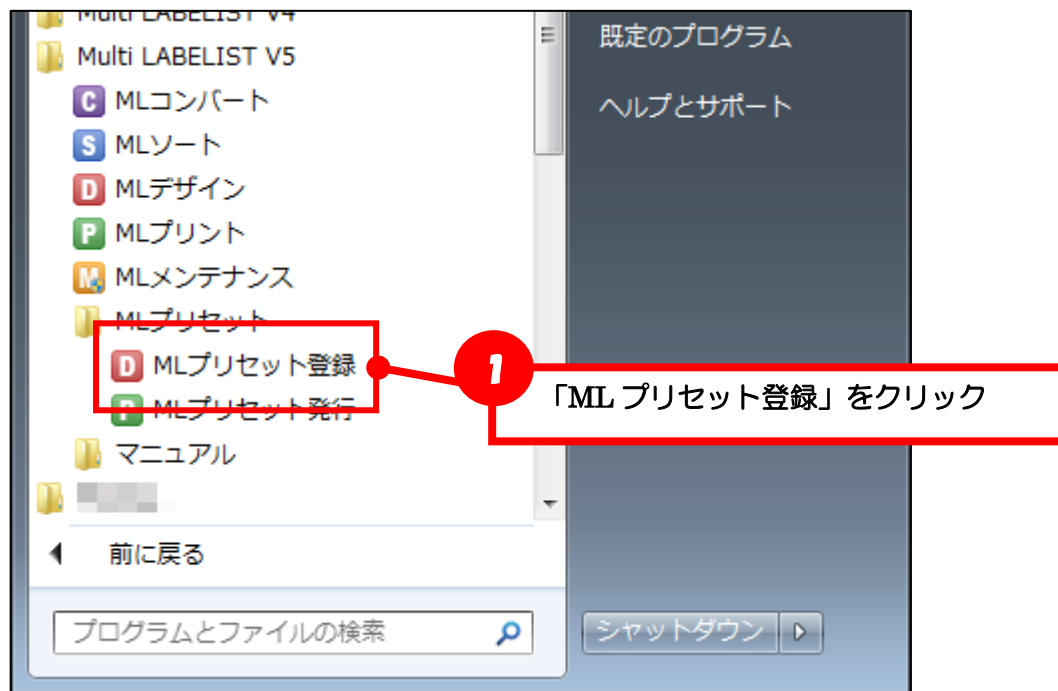 Multi LABELIST V4
Multi LABELIST V5
C MLコンバート
S MLソート
D MLデザイン
P MLプリント
M MLメンテナンス
MLプリセット
D MLプリセット登録
P MLプリセット発行
マニュアル
前に戻る
プログラムとファイルの検索
既定のプログラム
ヘルプとサポート
シャットダウン
1
「ML プリセット登録」をクリック